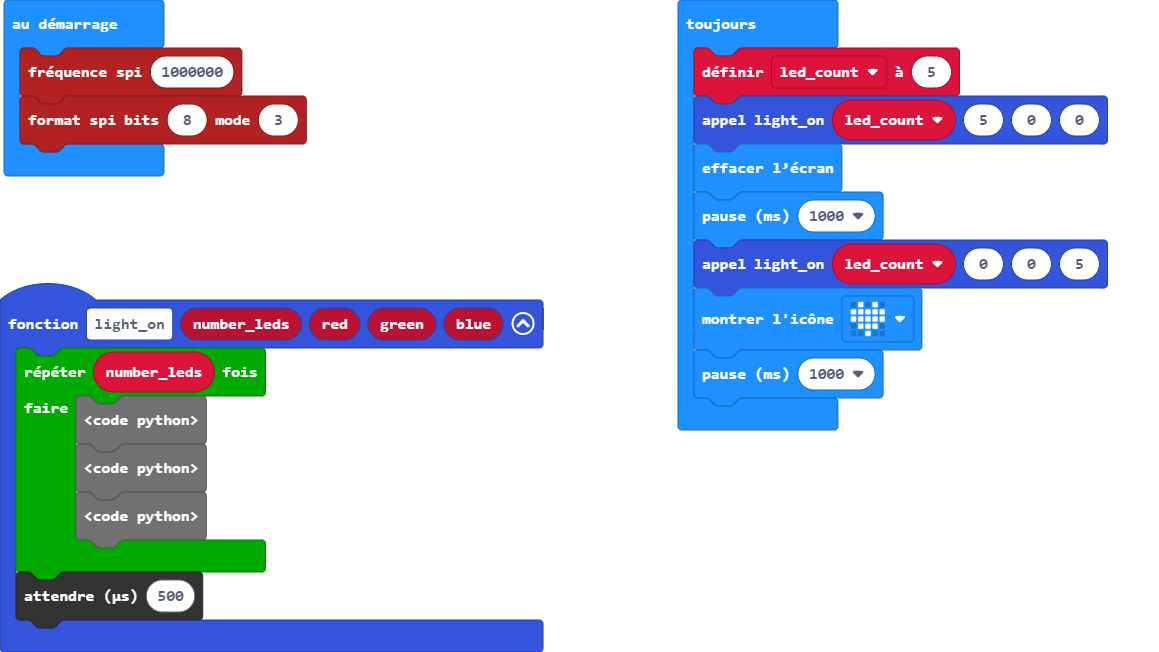 au démarrage
fréquence spi 1000000
format spi bits 8 mode 3
fonction light_on number_leds red green blue
répéter number_leds fois
faire
<code python>
<code python>
<code python>
attendre (µs) 500
toujours
définir led_count à 5
appel light_on led_count 5 0 0
effacer l’écran
pause (ms) 1000
appel light_on led_count 0 0 5
montrer l'icône
pause (ms) 1000